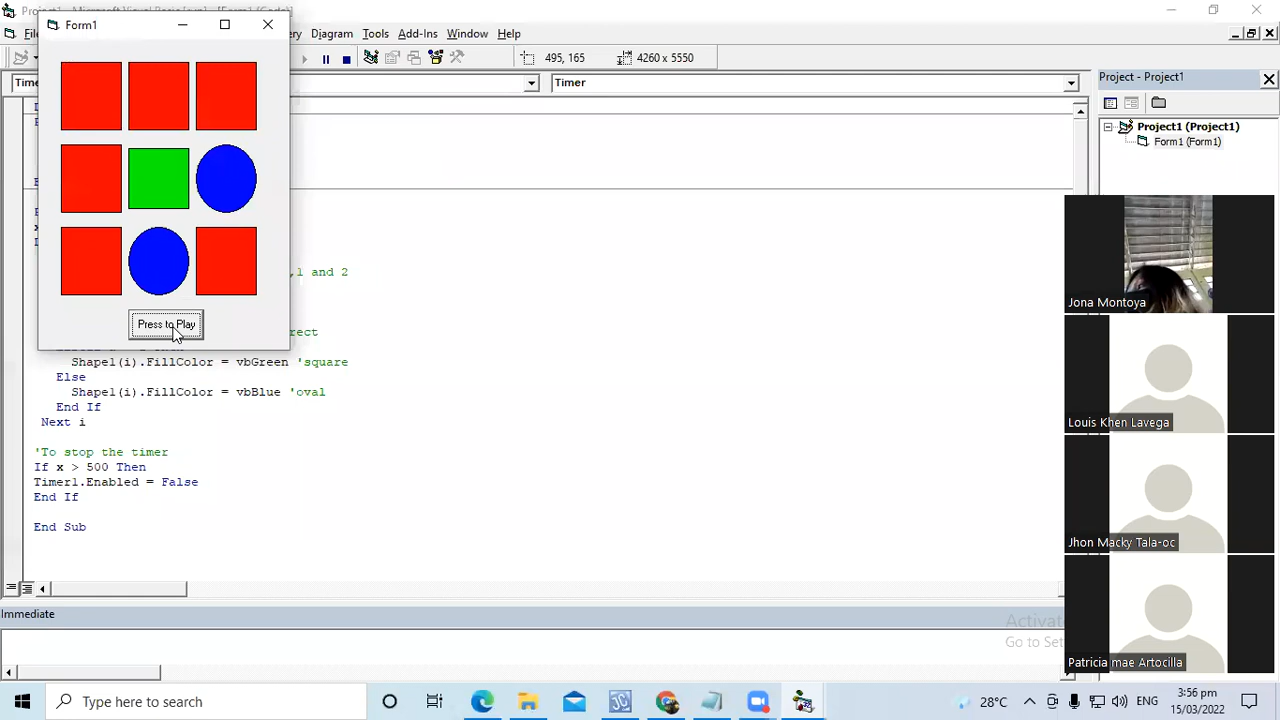 Form1
Diagram Tools Add-Ins Window Help
495, 165 4260 x 5550
Timer
Project - Project1
Project1 (Project1)
Form1 (Form1)
,1 and 2
Press to Play
Shape1(i).FillColor = vbGreen 'square
Else
Shape1(i).FillColor = vbBlue 'oval
End If
Next i
'To stop the timer
If x > 500 Then
Timer1.Enabled = False
End If
End Sub
Immediate
Jona Montoya
Louis Khen Lavega
Jhon Macky Tala-oc
Patricia mae Artocilla
Type here to search
28°C
ENG
3:56 pm
15/03/2022